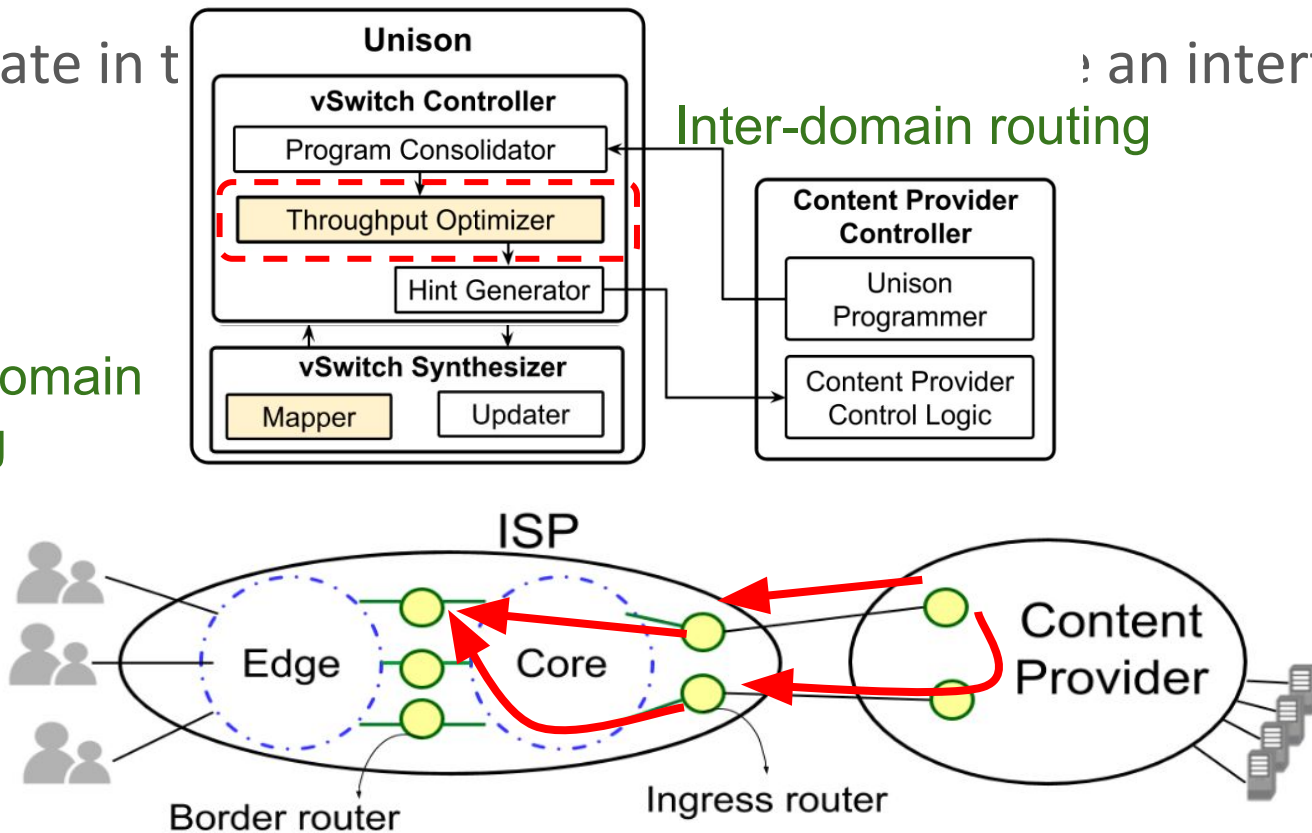 ate in t
e an inter
Unison
vSwitch Controller
Program Consolidator
Throughput Optimizer
Hint Generator
vSwitch Synthesizer
Mapper
Updater
Inter-domain routing
Content Provider
Controller
Unison
Programmer
Content Provider
Control Logic
omain
g
ISP
Edge
Core
Content
Provider
Border router
Ingress router